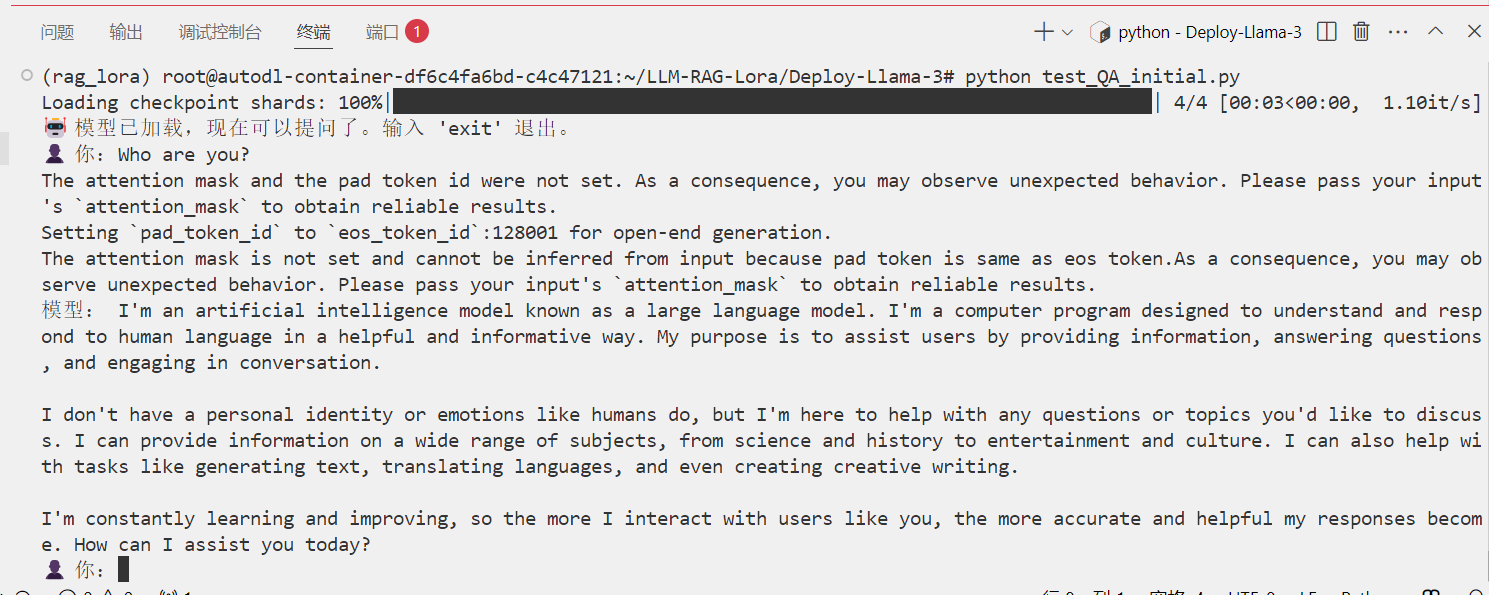 问题 输出 调试控制台 终端 端口 1 python - Deploy-Llama-3
(rag_lora) root@autodl-container-df6c4fa6bd-c4c47121:~/LLM-RAG-Lora/Deploy-Llama-3# python test_QA_initial.py
Loading checkpoint shards: 100%|| 4/4 [00:03<00:00,  1.10it/s]
模型已加载，现在可以提问了。输入 'exit' 退出。
你：Who are you?
The attention mask and the pad token id were not set. As a consequence, you may observe unexpected behavior. Please pass your input
's `attention_mask` to obtain reliable results.
Setting `pad_token_id` to `eos_token_id`:128001 for open-end generation.
The attention mask is not set and cannot be inferred from input because pad token is same as eos token.As a consequence, you may ob
serve unexpected behavior. Please pass your input's `attention_mask` to obtain reliable results.
模型： I'm an artificial intelligence model known as a large language model. I'm a computer program designed to understand and resp
ond to human language in a helpful and informative way. My purpose is to assist users by providing information, answering questions
, and engaging in conversation.
I don't have a personal identity or emotions like humans do, but I'm here to help with any questions or topics you'd like to discus
s. I can provide information on a wide range of subjects, from science and history to entertainment and culture. I can also help wi
th tasks like generating text, translating languages, and even creating creative writing.
I'm constantly learning and improving, so the more I interact with users like you, the more accurate and helpful my responses becom
e. How can I assist you today?
你：